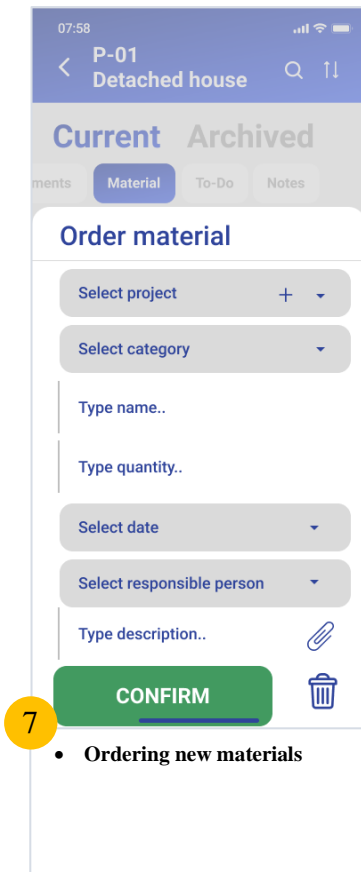 07:58
P-01
Detached house
Current Archived
ments Material To-Do Notes
Order material
Select project
Select category
Type name..
Type quantity..
Select date
Select responsible person
Type description..
CONFIRM
7
• Ordering new materials